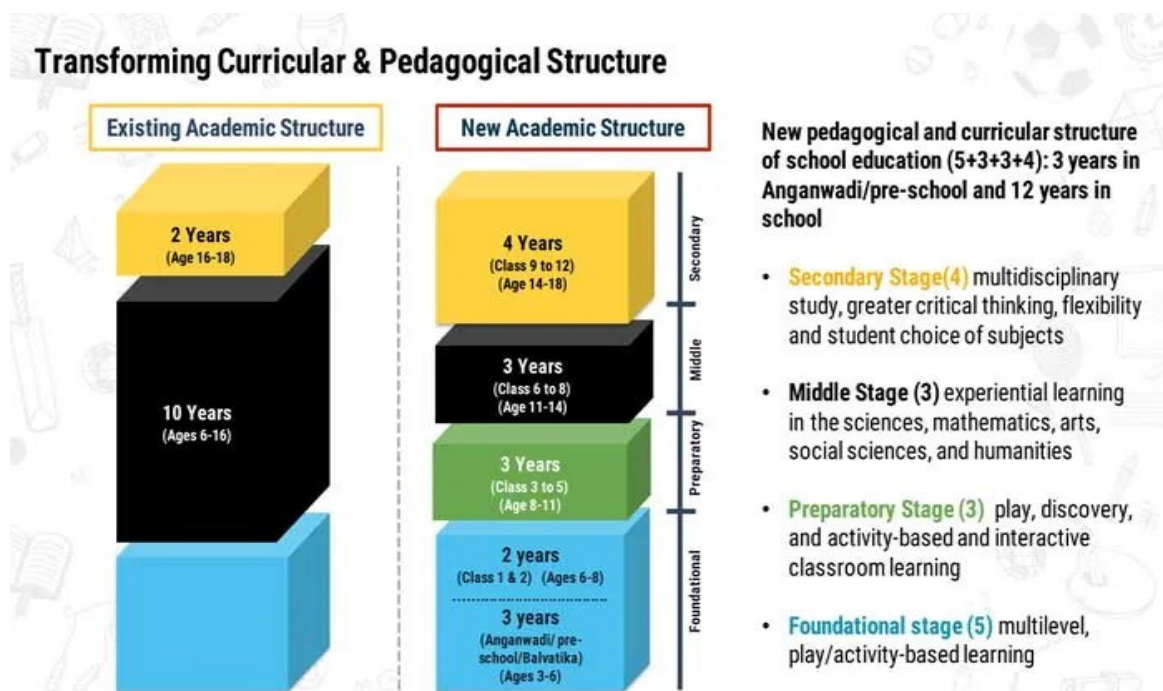 Transforming Curricular & Pedagogical Structure
Existing Academic Structure
2 Years
(Age 16-18)
10 Years
(Ages 6-16)
New Academic Structure
4 Years
(Class 9 to 12)
(Age 14-18)
Secondary
3 Years
(Class 6 to 8)
(Age 11-14)
Middle
3 Years
(Class 3 to 5)
(Age 8-11)
Preparatory
2 years
(Class 1 & 2) (Ages 6-8)
3 years
(Anganwadi/ pre-
school/Balvatika)
(Ages 3-6)
Foundational
New pedagogical and curricular structure
of school education (5+3+3+4): 3 years in
Anganwadi/pre-school and 12 years in
school
• Secondary Stage(4) multidisciplinary
study, greater critical thinking, flexibility
and student choice of subjects
• Middle Stage (3) experiential learning
in the sciences, mathematics, arts,
social sciences, and humanities
• Preparatory Stage (3) play, discovery,
and activity-based and interactive
classroom learning
• Foundational stage (5) multilevel,
play/activity-based learning